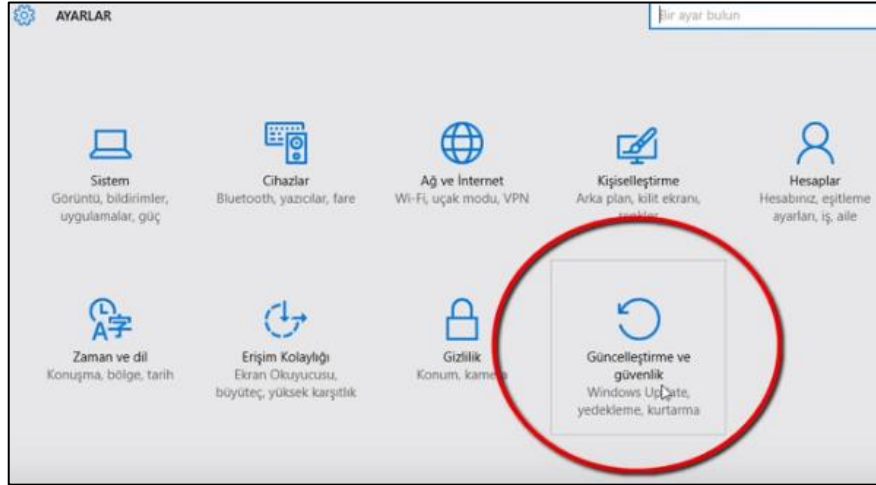 AYARLAR
Bir ayar bulun
Sistem
Görüntü, bildirimler,
uygulamalar, güç
Cihazlar
Bluetooth, yazıcılar, fare
Ağ ve İnternet
Wi-Fi, uçak modu, VPN
Kişiselleştirme
Arka plan, kilit ekranı,
renkler
Hesaplar
Hesabınız, eşitleme
ayarları, iş, aile
Zaman ve dil
Konuşma, bölge, tarih
Erişim Kolaylığı
Ekran Okuyucusu,
büyüteç, yüksek karşıtlık
Gizlilik
Konum, kamera
Güncelleştirme ve
güvenlik
Windows Update,
yedekleme, kurtarma